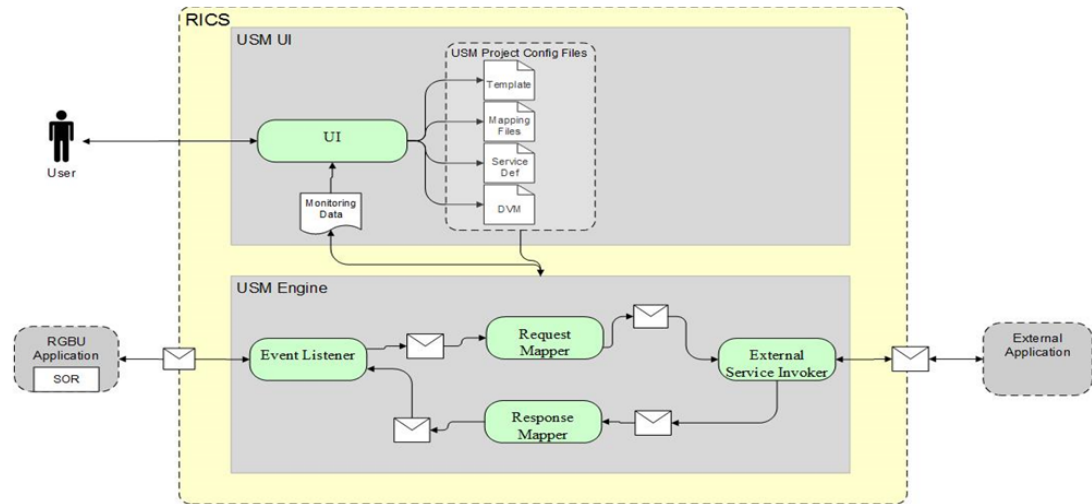 RICS
USM UI
USM Project Config Files
Template
Mapping
Files
Service
Def
DVM
UI
User
Monitoring
Data
USM Engine
RGBU
Application
SOR
Event Listener
Request
Mapper
External
Service Invoker
Response
Mapper
External
Application